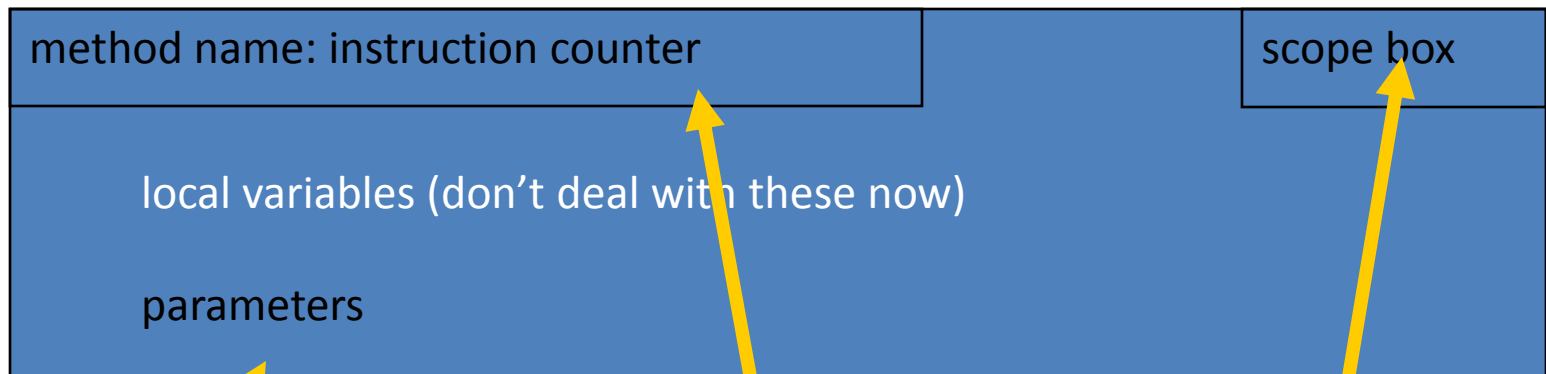 method name: instruction counter
scope box
local variables (don’t deal with these now)
parameters